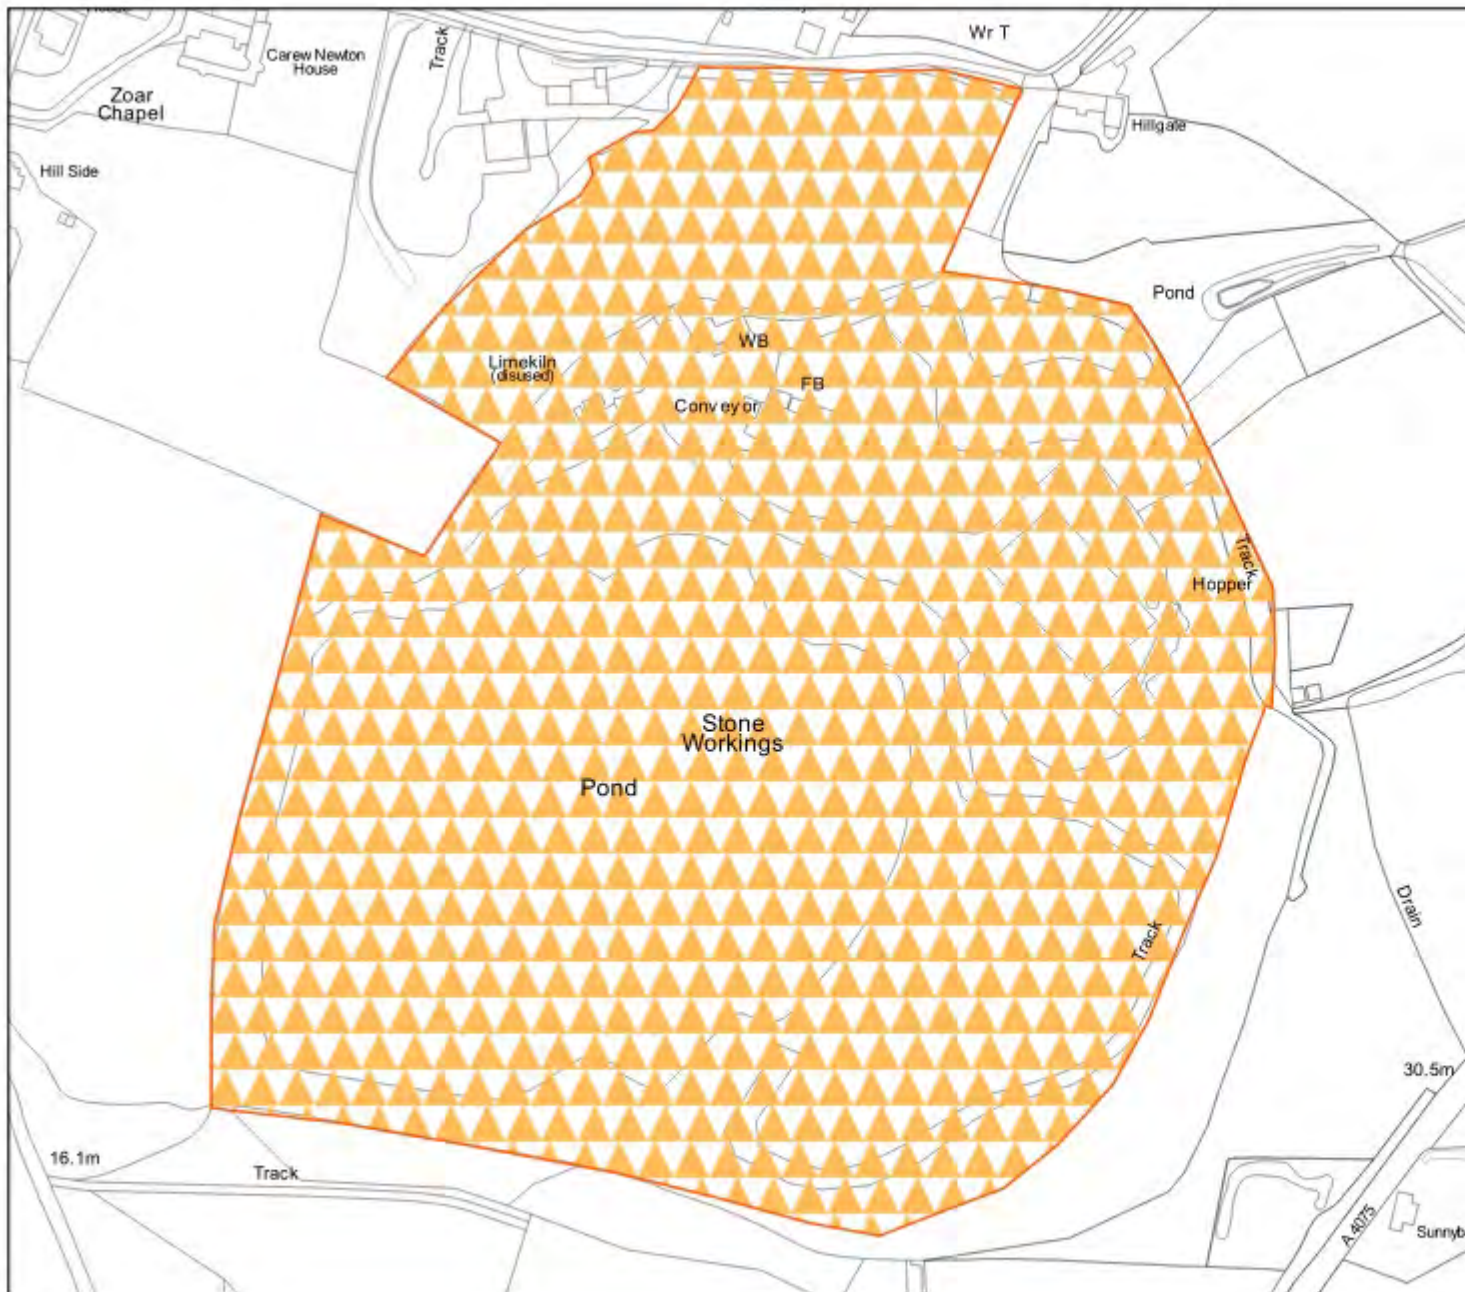 Wr T
Track
Carew Newton
House
Zoar
Chapel
Hillgate
Hill Side
Pond
WB
Limekiln
(disused)
FB
Conveyor
Track
Hopper
Stone
Workings
Pond
Drain
Track
30.5m
16.1m
Track
A 4075